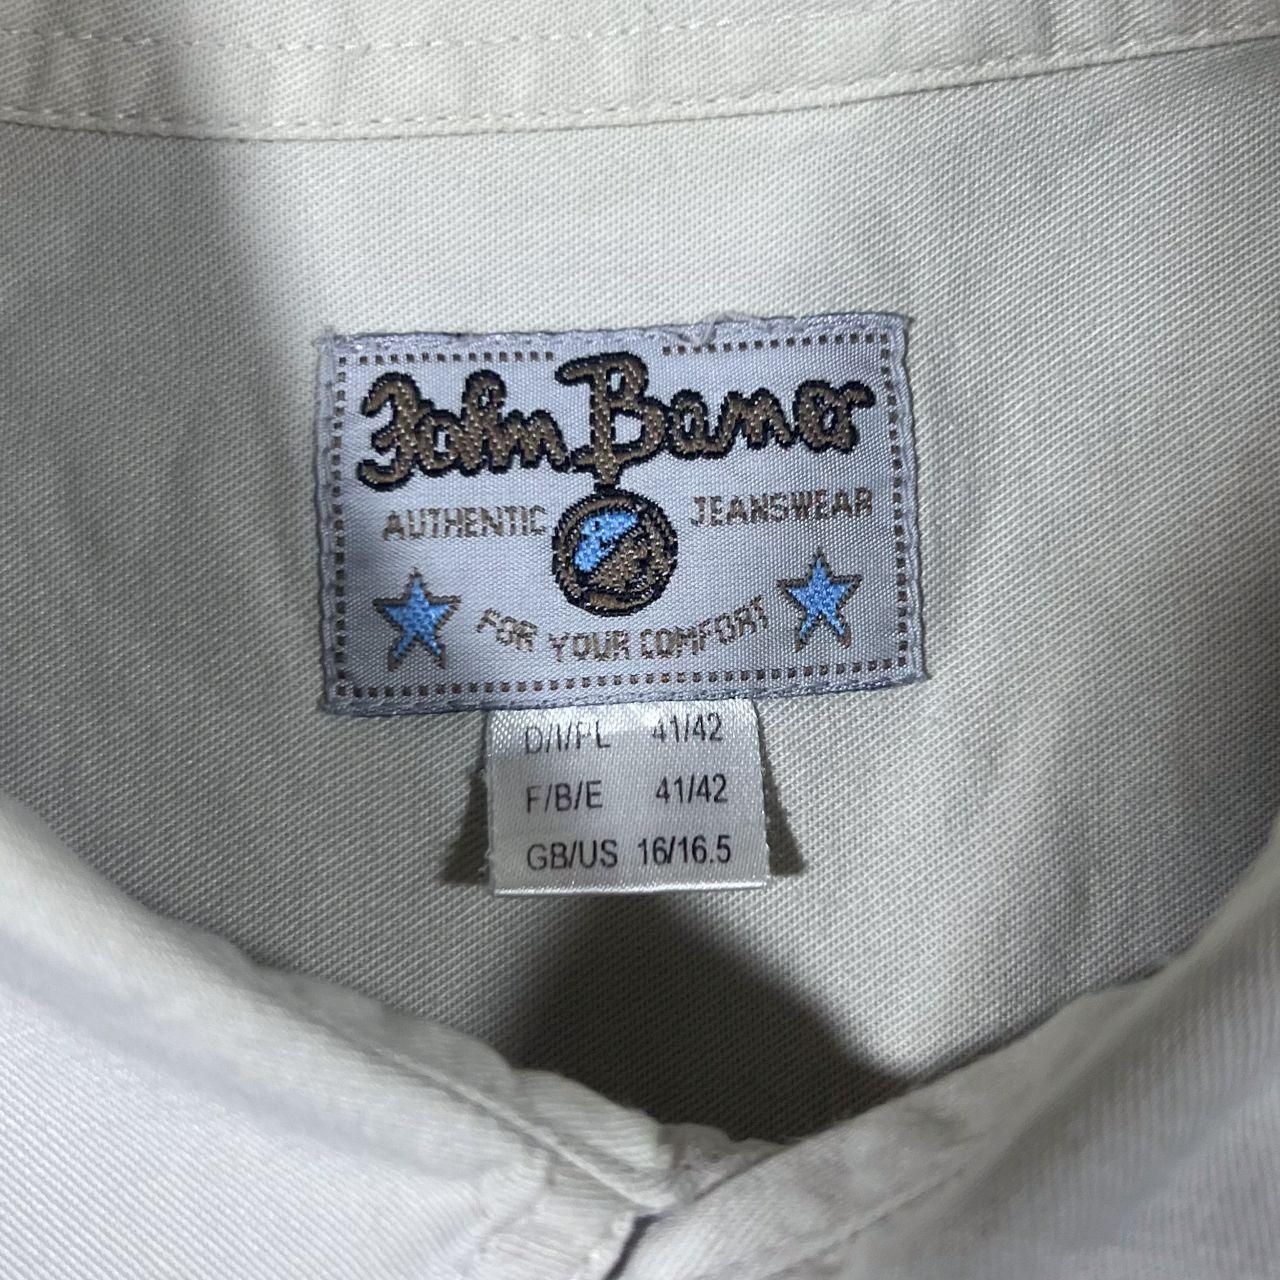 John Baner
AUTHENTIC JEANSWEAR
FOR YOUR COMFORT
D/I/PL 41/42
F/B/E 41/42
GB/US 16/16.5